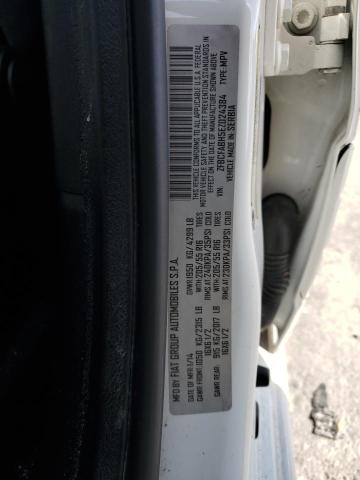 MFD BY: FIAT GROUP AUTOMOBILES S.P.A.
DATE OF MFR: 1/14 GVWR: 1950 KG/ 4299 LB
GAWR FRONT: 1050 KG/2315 LB WITH: 205/55 R16 TIRES
16X6 1/2 RIMS AT: 240KPA/35PSI COLD
GAWR REAR: 915 KG/2017 LB WITH: 205/55 R16 TIRES
16X6 1/2 RIMS AT: 230KPA/33PSI COLD
THIS VEHICLE CONFORMS TO ALL APPLICABLE U.S.A. FEDERAL
MOTOR VEHICLE SAFETY, BUMPER, AND THEFT PREVENTION
STANDARDS IN EFFECT ON THE DATE OF MANUFACTURE SHOWN ABOVE.
VIN: ZFBCFABH5EZ024384 TYPE: MPV
VEHICLE MADE IN: SERBIA